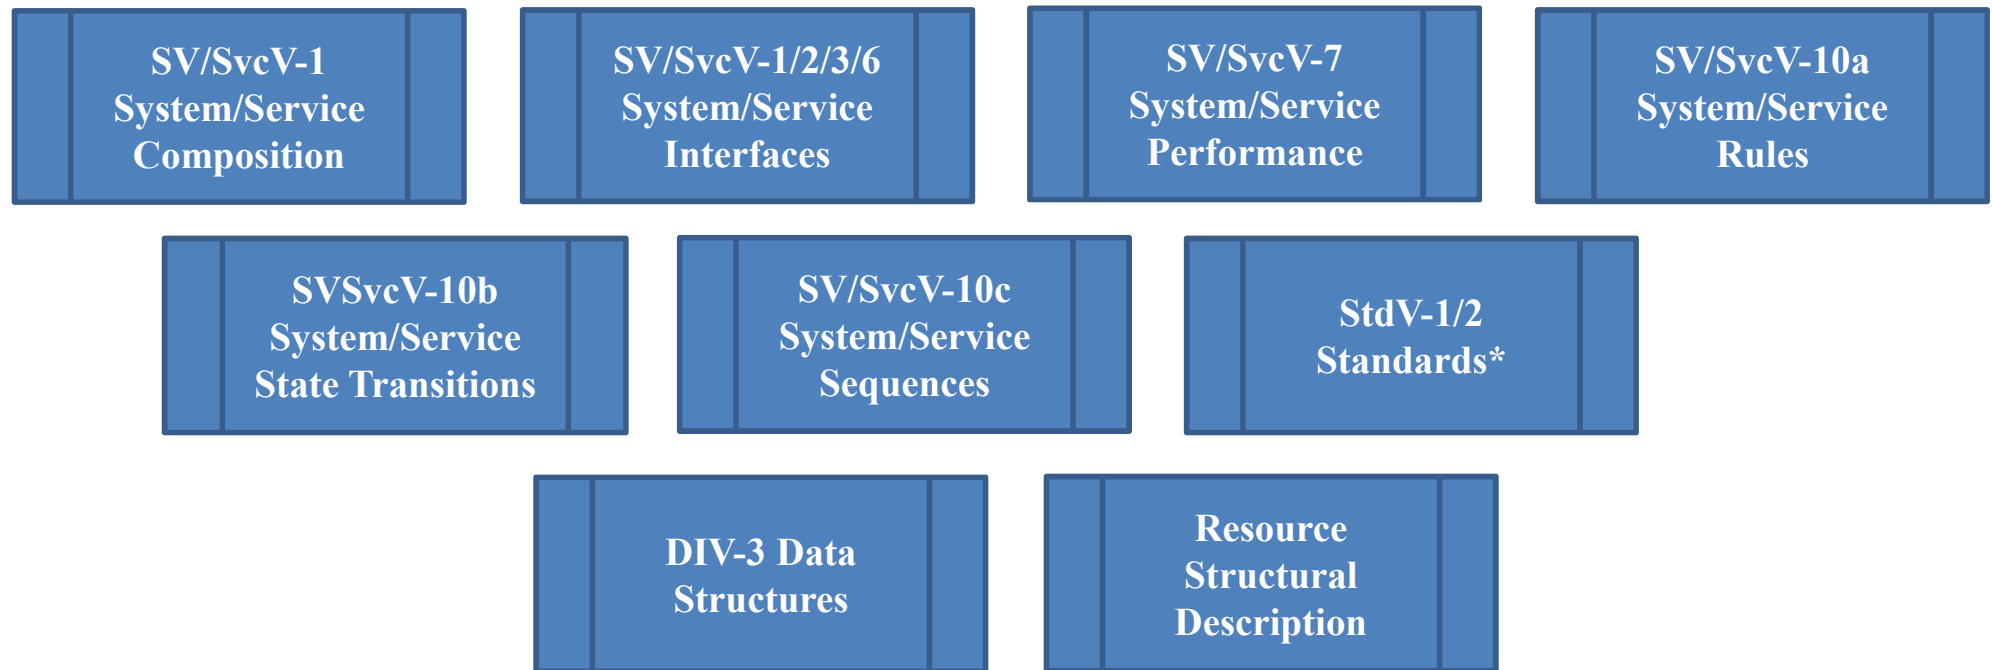 SV/SvcV-1
System/Service
Composition
SV/SvcV-1/2/3/6
System/Service
Interfaces
SV/SvcV-7
System/Service
Performance
SV/SvcV-10a
System/Service
Rules
SVSvcV-10b
System/Service
State Transitions
SV/SvcV-10c
System/Service
Sequences
StdV-1/2
Standards*
DIV-3 Data
Structures
Resource
Structural
Description